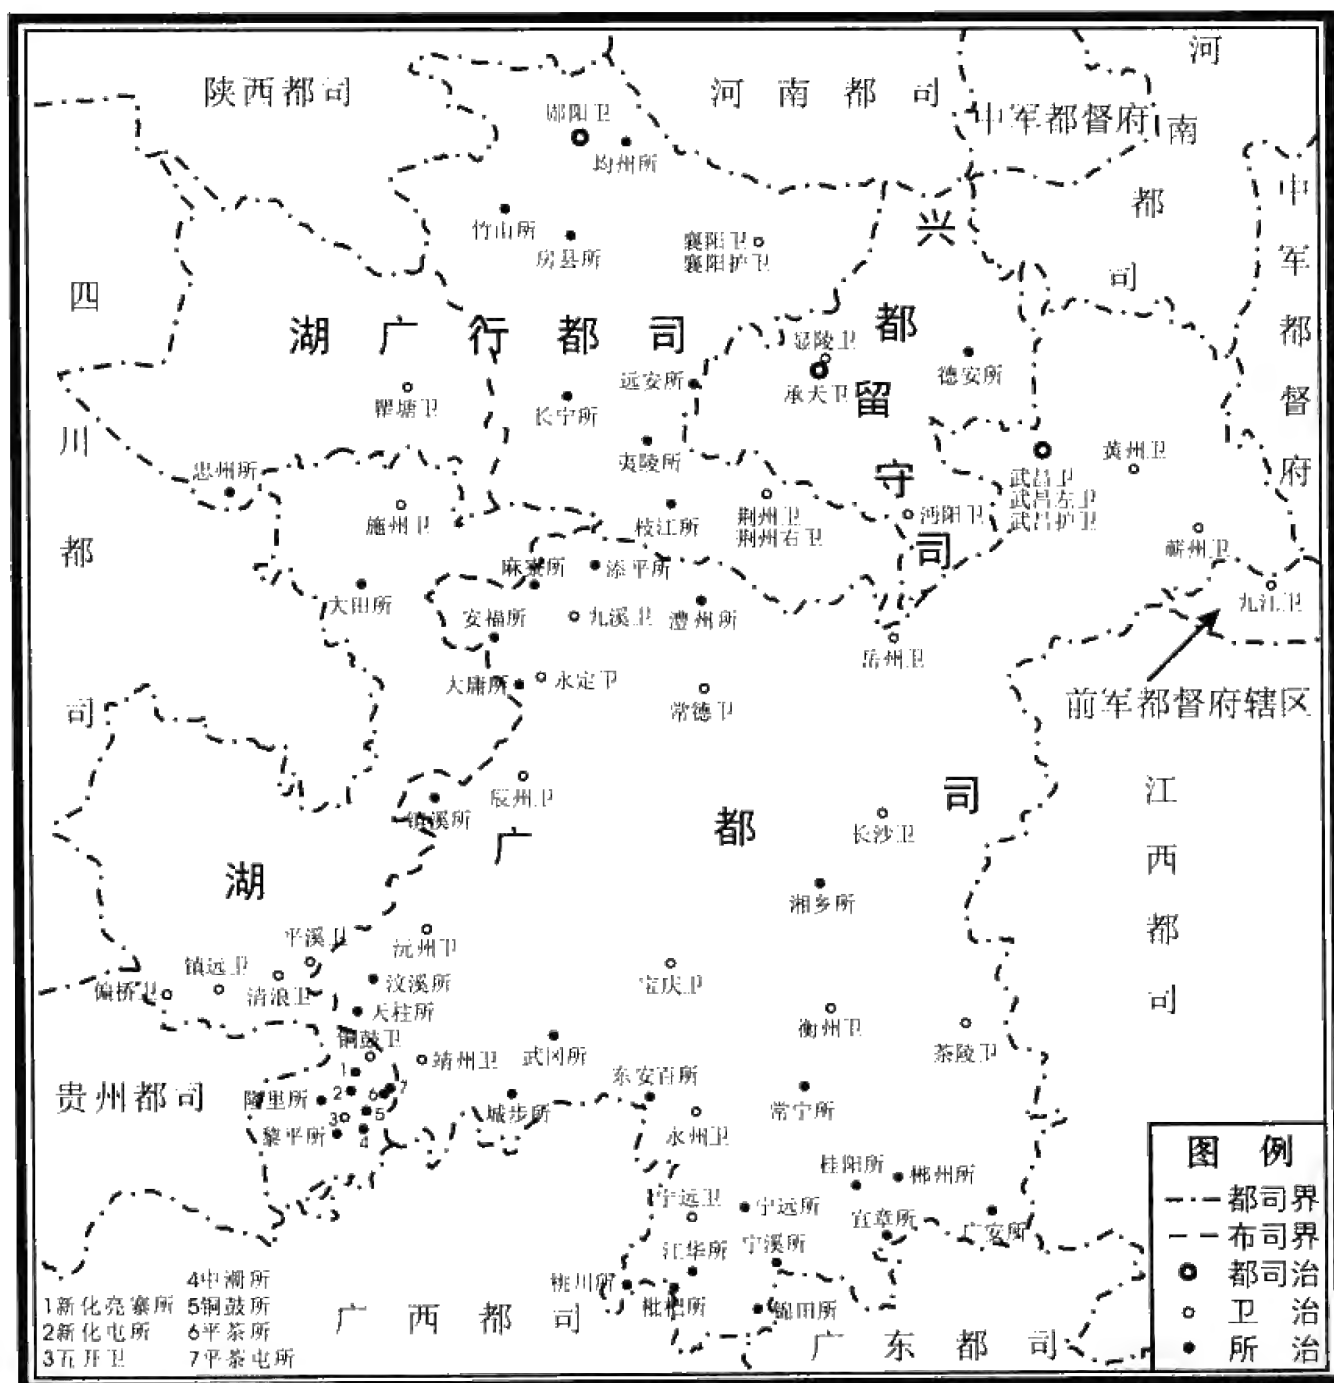 陕西都司
河南都司
河南都司
中军都督府
中军都督府
郧阳卫
均州所
竹山所
房县所
襄阳卫
襄阳护卫
兴都留守司
四川都司
湖广行都司
显陵卫
承天卫
德安所
远安所
瞿塘卫
长宁所
夷陵所
忠州所
施州卫
枝江所
荆州卫
荆州右卫
沔阳卫
武昌卫
武昌左卫
武昌护卫
黄州卫
蕲州卫
九江卫
前军都督府辖区
麻寮所
添平所
大田所
安福所
九溪卫
澧州所
岳州卫
大庸所
永定卫
常德卫
辰州卫
镇溪所
长沙卫
湖广都司
江西都司
湘乡所
平溪卫
沅州卫
镇远卫
偏桥卫
清浪卫
汶溪所
宝庆卫
天柱所
衡州卫
铜鼓卫
靖州卫
武冈所
茶陵卫
贵州都司
隆里所
黎平所
1
2
3
4
5
6
7
城步所
东安百所
永州卫
常宁所
桂阳所
郴州所
宁远卫
宁远所
宜章所
广安所
江华所
宁溪所
桃川所
枇杷所
锦田所
广西都司
广东都司
4中潮所
1新化亮寨所 5铜鼓所
2新化屯所 6平茶所
3五开卫 7平茶屯所
图例
都司界
布司界
都司治
卫治
所治